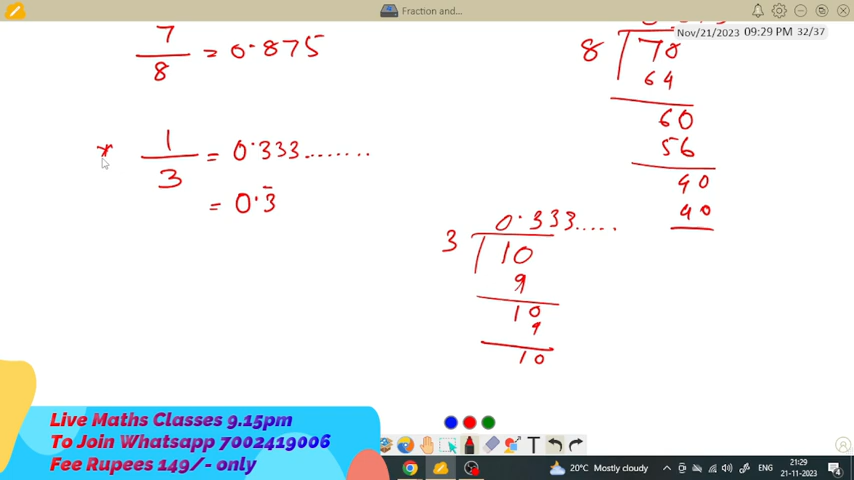 Fraction and...
Nov/21/2023 09:29 PM 32/37
7/8 = 0.875
8 70
64
60
56
40
40
* 1/3 = 0.333.......
= 0.3̄
0.333.....
3 10
9
10
9
10
Live Maths Classes 9.15pm
To Join Whatsapp 7002419006
Fee Rupees 149/- only
T
20°C Mostly cloudy
ENG
21:29
21-11-2023
4